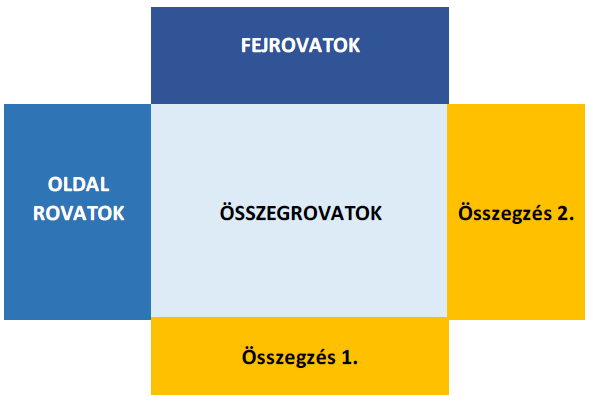 FEJROVATOK
OLDAL
ROVATOK
ÖSSZEGROVATOK
Összegzés 2.
Összegzés 1.